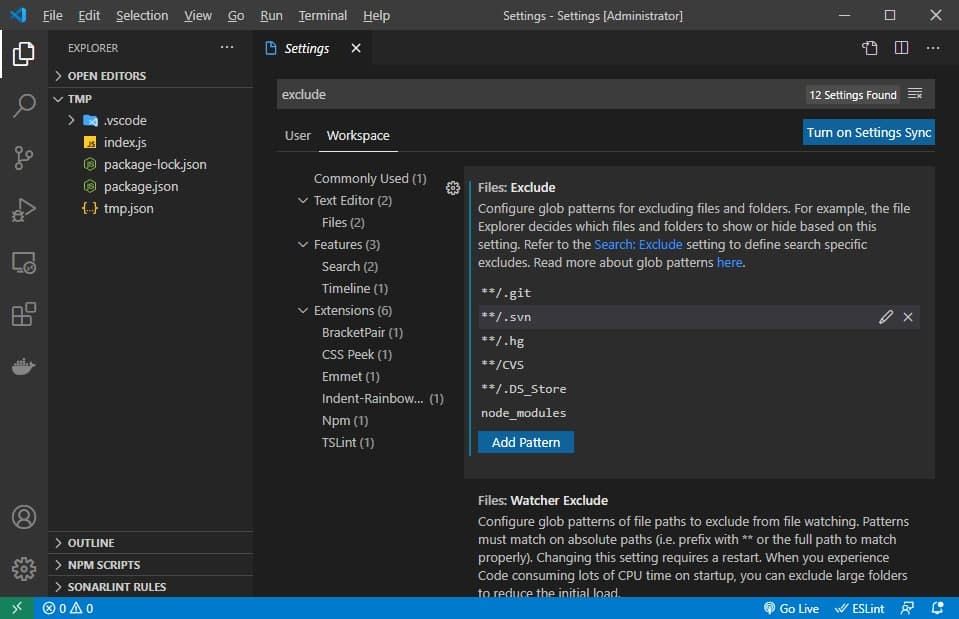 File Edit Selection View Go Run Terminal Help Settings - Settings [Administrator]
EXPLORER
OPEN EDITORS
TMP
.vscode
index.js
package-lock.json
package.json
tmp.json
OUTLINE
NPM SCRIPTS
SONARLINT RULES
Settings
exclude
12 Settings Found
User Workspace
Turn on Settings Sync
Commonly Used (1)
Text Editor (2)
Files (2)
Features (3)
Search (2)
Timeline (1)
Extensions (6)
BracketPair (1)
CSS Peek (1)
Emmet (1)
Indent-Rainbow... (1)
Npm (1)
TSLint (1)
Files: Exclude
Configure glob patterns for excluding files and folders. For example, the file
Explorer decides which files and folders to show or hide based on this
setting. Refer to the Search: Exclude setting to define search specific
excludes. Read more about glob patterns here.
**/.git
**/.svn
**/.hg
**/CVS
**/.DS_Store
node_modules
Add Pattern
Files: Watcher Exclude
Configure glob patterns of file paths to exclude from file watching. Patterns
must match on absolute paths (i.e. prefix with ** or the full path to match
properly). Changing this setting requires a restart. When you experience
Code consuming lots of CPU time on startup, you can exclude large folders
to reduce the initial load.
0 0
Go Live ESLint